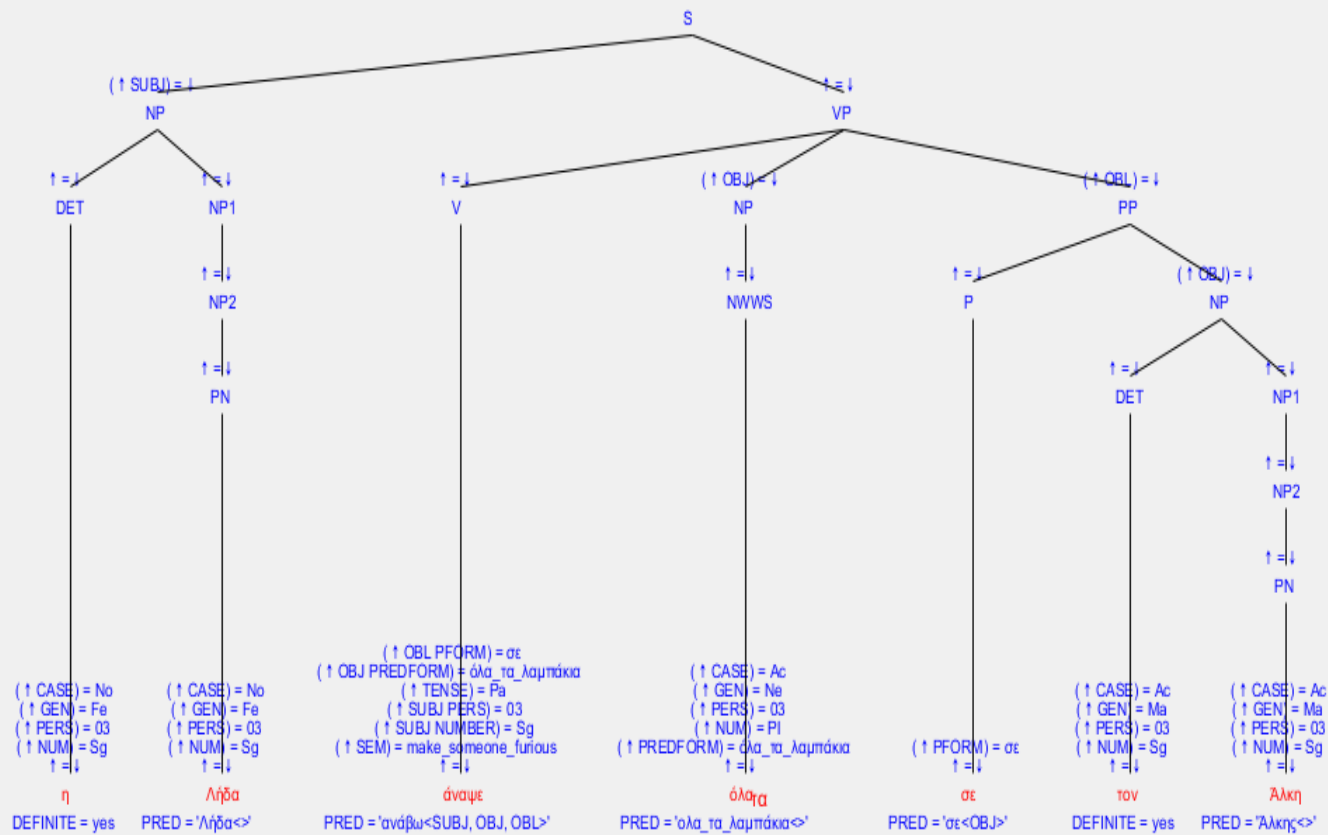 S
( ↑ SUBJ) = ↓ ↑ = ↓
NP VP
↑ = ↓ ↑ = ↓ ↑ = ↓ ( ↑ OBJ) = ↓ ( ↑ OBL) = ↓
DET NP1 V NP PP
↑ = ↓ ↑ = ↓ ↑ = ↓ ( ↑ OBJ) = ↓
NP2 NWWS P NP
↑ = ↓ ↑ = ↓ ↑ = ↓
PN DET NP1
↑ = ↓
NP2
↑ = ↓
PN
( ↑ OBL PFORM) = σε
( ↑ OBJ PREDFORM) = όλα_τα_λαμπάκια ( ↑ CASE) = Ac
( ↑ CASE) = No ( ↑ CASE) = No ( ↑ TENSE) = Pa ( ↑ GEN) = Ne ( ↑ CASE) = Ac ( ↑ CASE) = Ac
( ↑ GEN) = Fe ( ↑ GEN) = Fe ( ↑ SUBJ PERS) = 03 ( ↑ PERS) = 03 ( ↑ GEN) = Ma ( ↑ GEN) = Ma
( ↑ PERS) = 03 ( ↑ PERS) = 03 ( ↑ SUBJ NUMBER) = Sg ( ↑ NUM) = Pl ( ↑ PERS) = 03 ( ↑ PERS) = 03
( ↑ NUM) = Sg ( ↑ NUM) = Sg ( ↑ SEM) = make_someone_furious ( ↑ PREDFORM) = όλα_τα_λαμπάκια ( ↑ PFORM) = σε ( ↑ NUM) = Sg ( ↑ NUM) = Sg
↑ = ↓ ↑ = ↓ ↑ = ↓ ↑ = ↓ ↑ = ↓ ↑ = ↓ ↑ = ↓
η Λήδα άναψε όλα τα σε τον Άλκη
DEFINITE = yes PRED = 'Λήδα<>' PRED = 'ανάβω<SUBJ, OBJ, OBL>' PRED = 'ολα_τα_λαμπάκια<>' PRED = 'σε<OBJ>' DEFINITE = yes PRED = 'Άλκης<>'